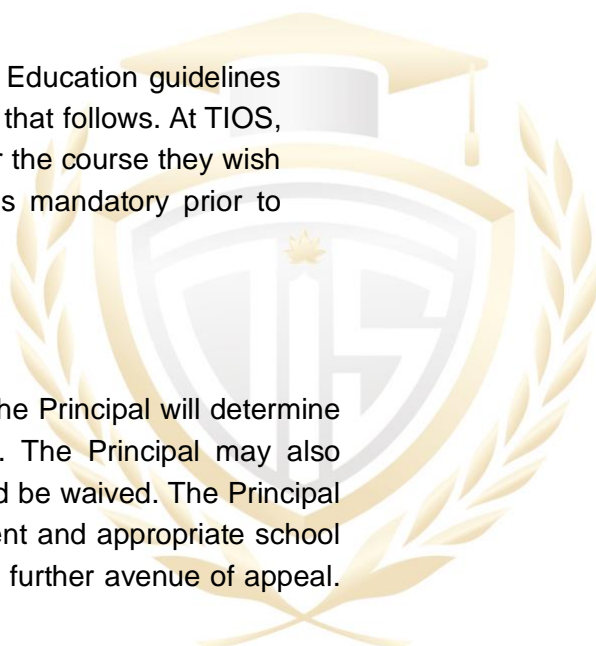 Education guidelines
that follows. At TIOS,
r the course they wish
s mandatory prior to
TIS
he Principal will determine
. The Principal may also
d be waived. The Principal
ent and appropriate school
further avenue of appeal.